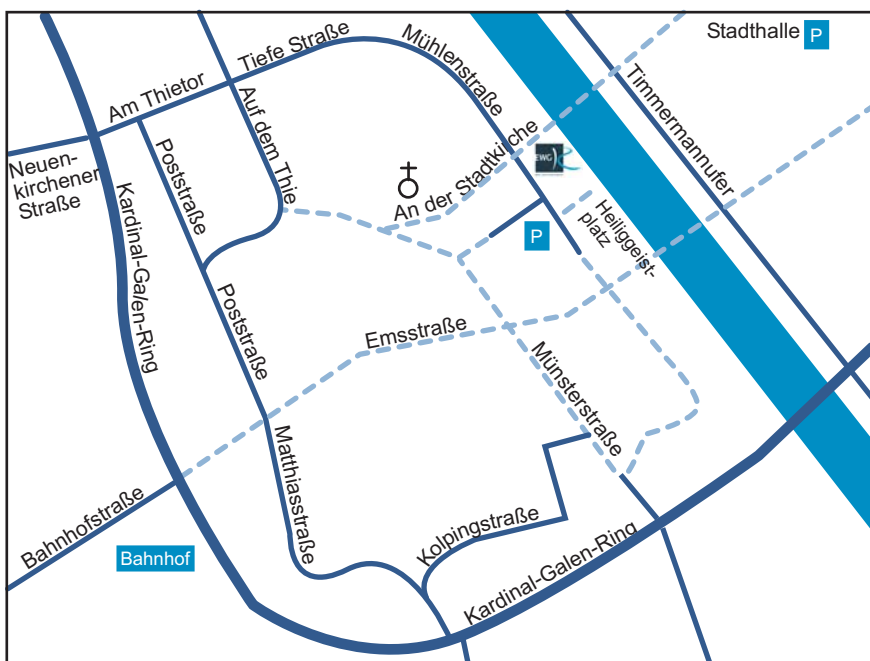 Stadthalle P
Tiefe Straße
Mühlenstraße
Timmermannufer
Am Thietor
Auf dem Thie
Neuen-
kirchener
Straße
Poststraße
EWG
An der Stadtkirche
Kardinal-Galen-Ring
P
Heiliggeist-
platz
Poststraße
Emsstraße
Münsterstraße
Matthiasstraße
Bahnhofstraße
Bahnhof
Kolpingstraße
Kardinal-Galen-Ring